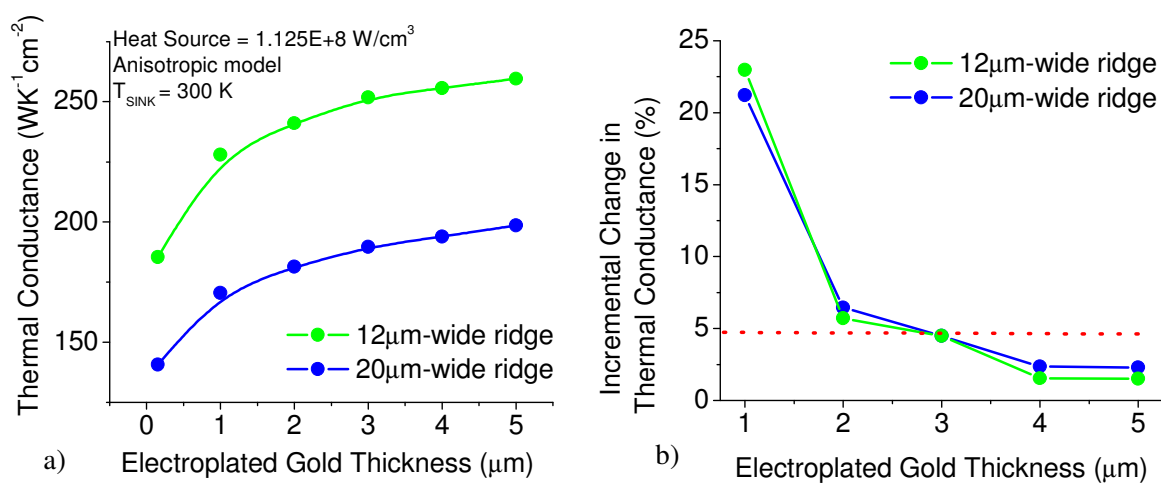 Heat Source = 1.125E+8 W/cm³
Anisotropic model
T_SINK = 300 K
Thermal Conductance (WK⁻¹cm⁻²)
250
200
150
12μm-wide ridge
20μm-wide ridge
0 1 2 3 4 5
Electroplated Gold Thickness (μm)
a)
Incremental Change in
Thermal Conductance (%)
25
20
15
10
5
0
12μm-wide ridge
20μm-wide ridge
1 2 3 4 5
Electroplated Gold Thickness (μm)
b)